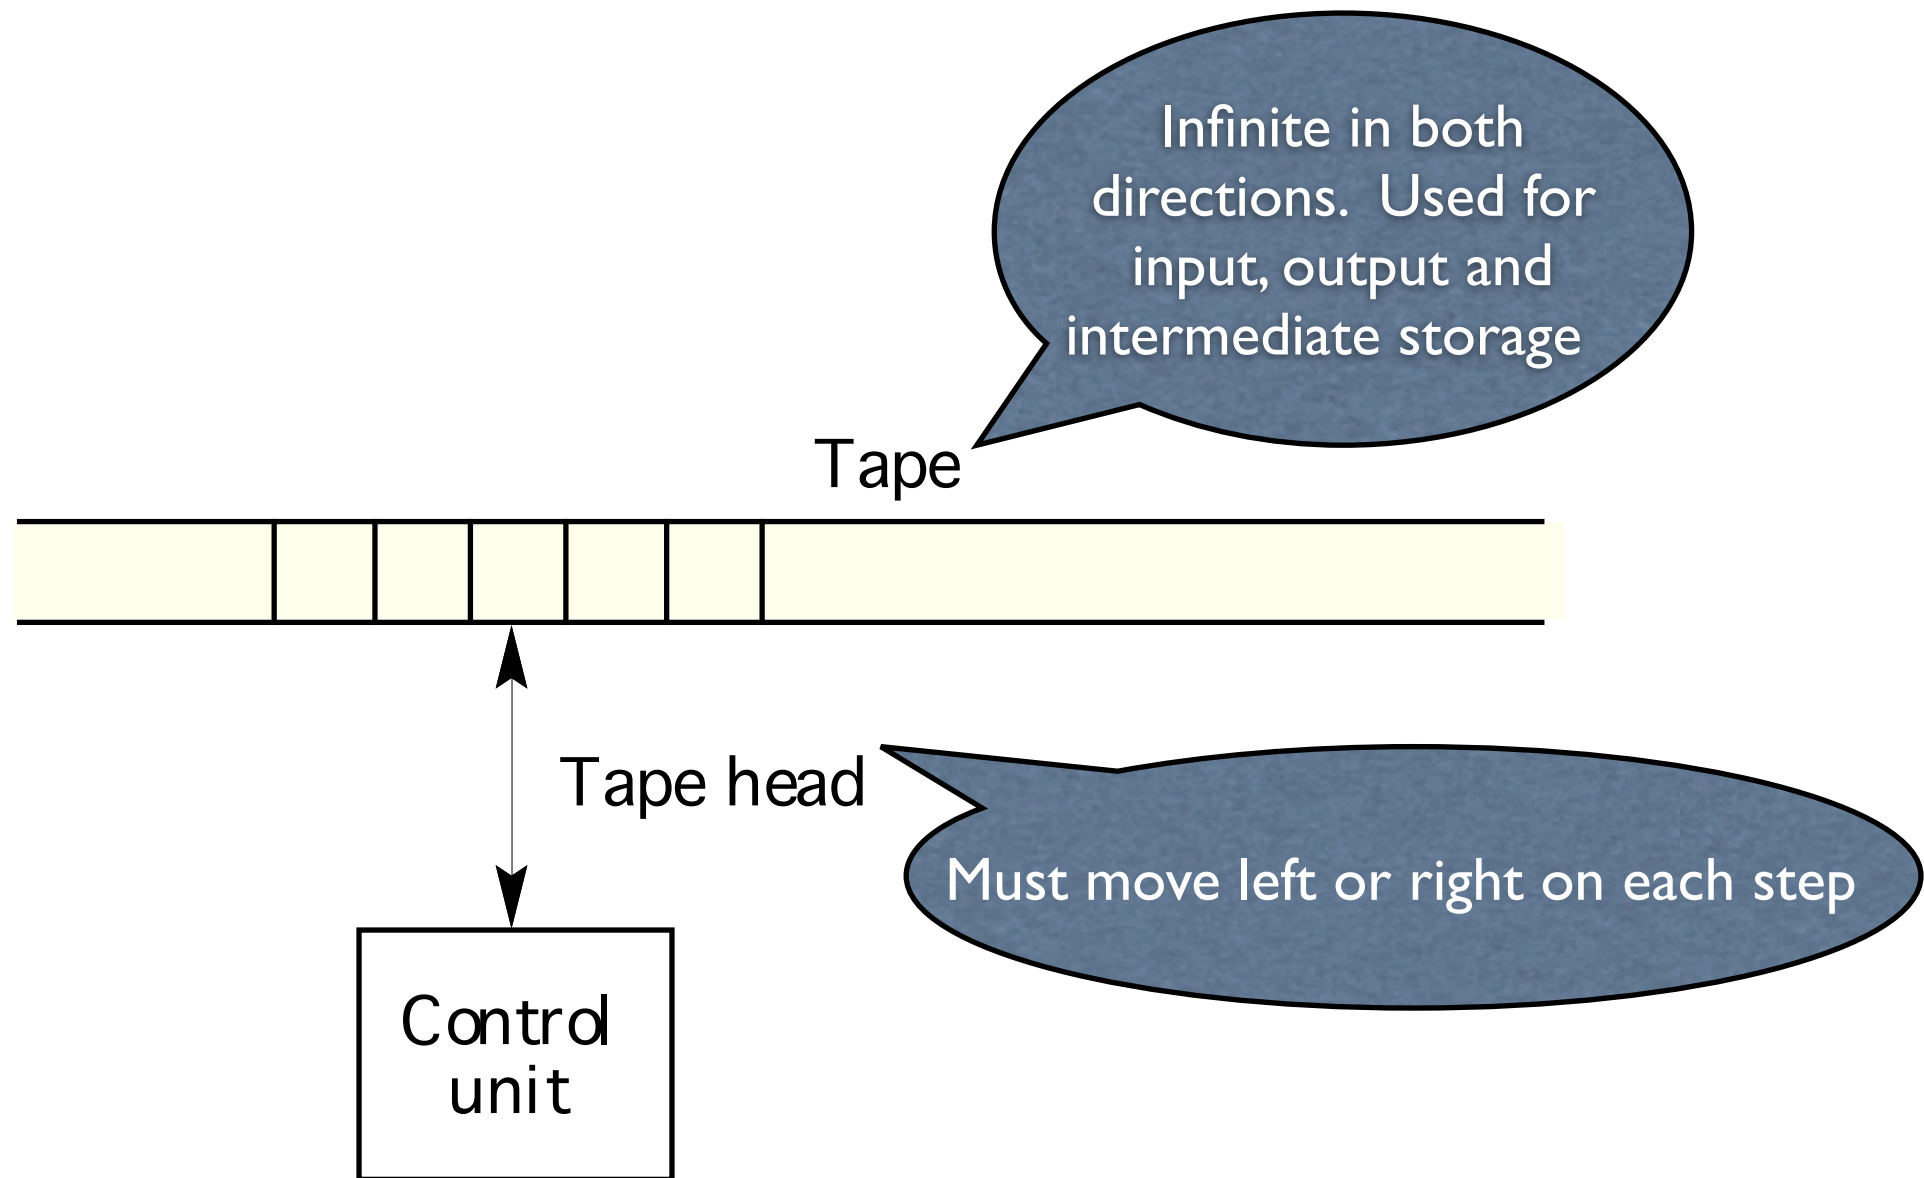 Infinite in both
directions. Used for
input, output and
intermediate storage
Tape
Tape head
Must move left or right on each step
Control
unit